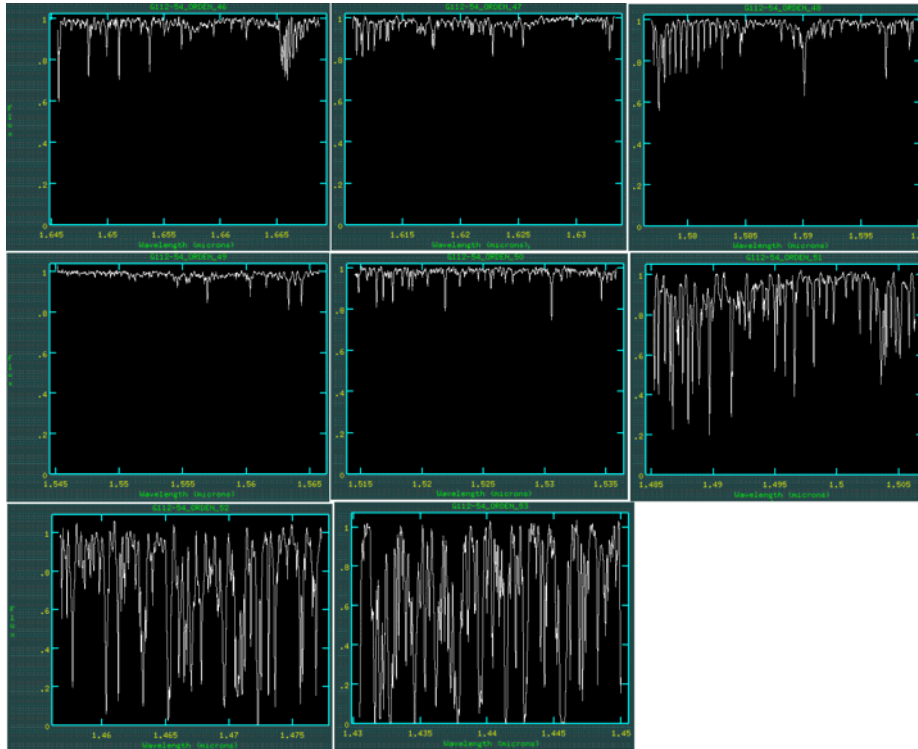 G112-54_ORDEN_46
1
.8
.6
.4
.2
0
1.645 1.65 1.655 1.66 1.665
Wavelength (microns)
G112-54_ORDEN_47
1
.8
.6
.4
.2
0
1.615 1.62 1.625 1.63
Wavelength (microns)
G112-54_ORDEN_48
1
.8
.6
.4
.2
0
1.58 1.585 1.59 1.595
Wavelength (microns)
G112-54_ORDEN_49
1
.8
.6
.4
.2
0
1.545 1.55 1.555 1.56 1.565
Wavelength (microns)
G112-54_ORDEN_50
1
.8
.6
.4
.2
0
1.515 1.52 1.525 1.53 1.535
Wavelength (microns)
G112-54_ORDEN_51
1
.8
.6
.4
.2
0
1.485 1.49 1.495 1.5 1.505
Wavelength (microns)
G112-54_ORDEN_52
1
.8
.6
.4
.2
0
1.46 1.465 1.47 1.475
Wavelength (microns)
G112-54_ORDEN_53
1
.8
.6
.4
.2
0
1.43 1.435 1.44 1.445 1.45
Wavelength (microns)